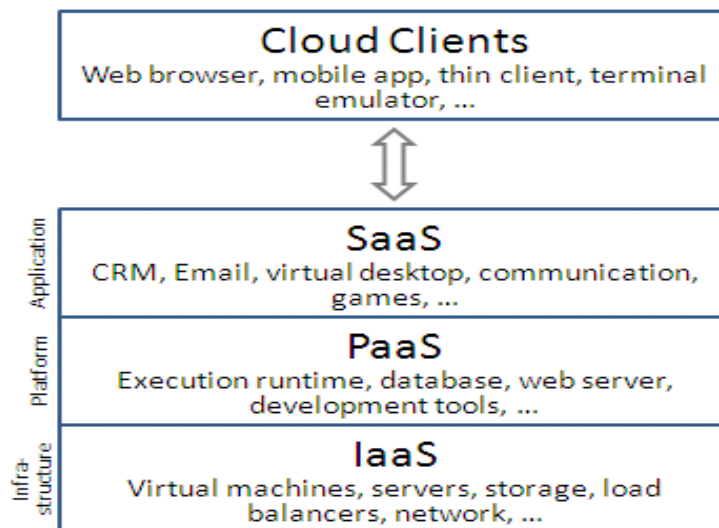 Cloud Clients
Web browser, mobile app, thin client, terminal
emulator, ...
Application
SaaS
CRM, Email, virtual desktop, communication,
games, ...
Platform
PaaS
Execution runtime, database, web server,
development tools, ...
Infra-
structure
IaaS
Virtual machines, servers, storage, load
balancers, network, ...